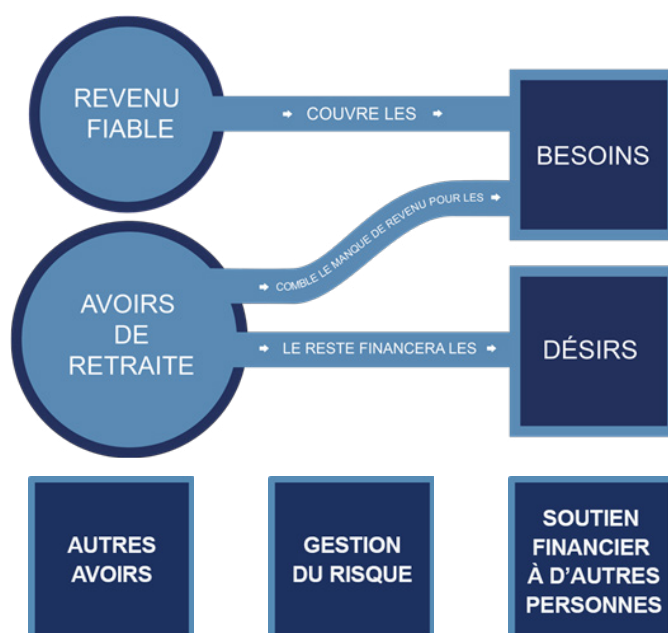 REVENU
FIABLE
COUVRE LES
BESOINS
COMBLE LE MANQUE DE REVENU POUR LES
AVOIRS
DE
RETRAITE
LE RESTE FINANCERA LES
DÉSIRS
AUTRES
AVOIRS
GESTION
DU RISQUE
SOUTIEN
FINANCIER
À D'AUTRES
PERSONNES